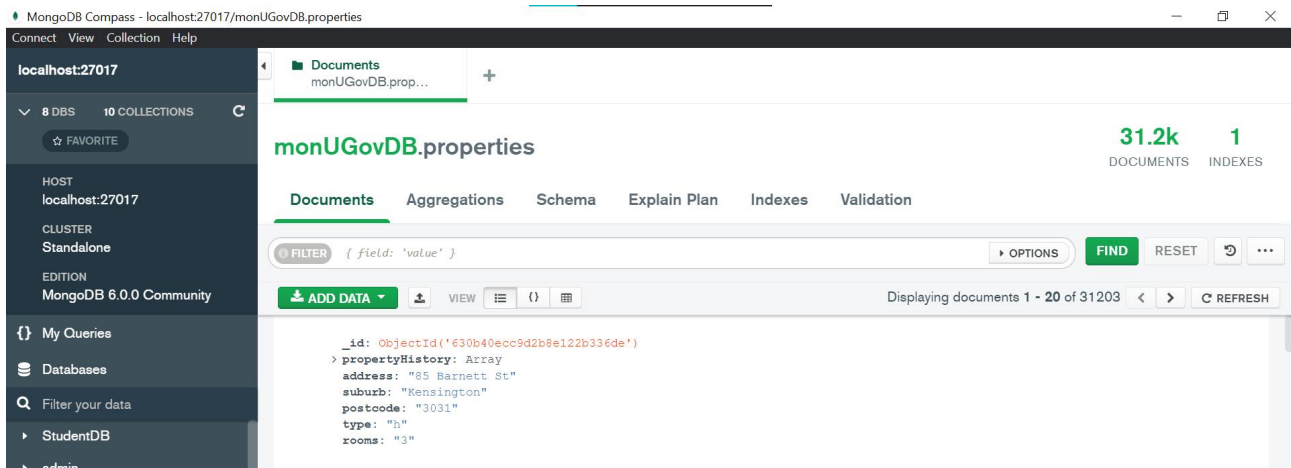 MongoDB Compass - localhost:27017/monUGovDB.properties
Connect View Collection Help
localhost:27017
8 DBS 10 COLLECTIONS
FAVORITE
HOST
localhost:27017
CLUSTER
Standalone
EDITION
MongoDB 6.0.0 Community
{} My Queries
Databases
Filter your data
StudentDB
admin
Documents
monUGovDB.prop...
monUGovDB.properties
31.2k
DOCUMENTS
1
INDEXES
Documents Aggregations Schema Explain Plan Indexes Validation
FILTER { field: 'value' }
OPTIONS
FIND
RESET
...
ADD DATA
VIEW
{}
Displaying documents 1 - 20 of 31203
REFRESH
_id: ObjectId('630b40ecc9d2b8e122b336de')
> propertyHistory: Array
address: "85 Barnett St"
suburb: "Kensington"
postcode: "3031"
type: "h"
rooms: "3"